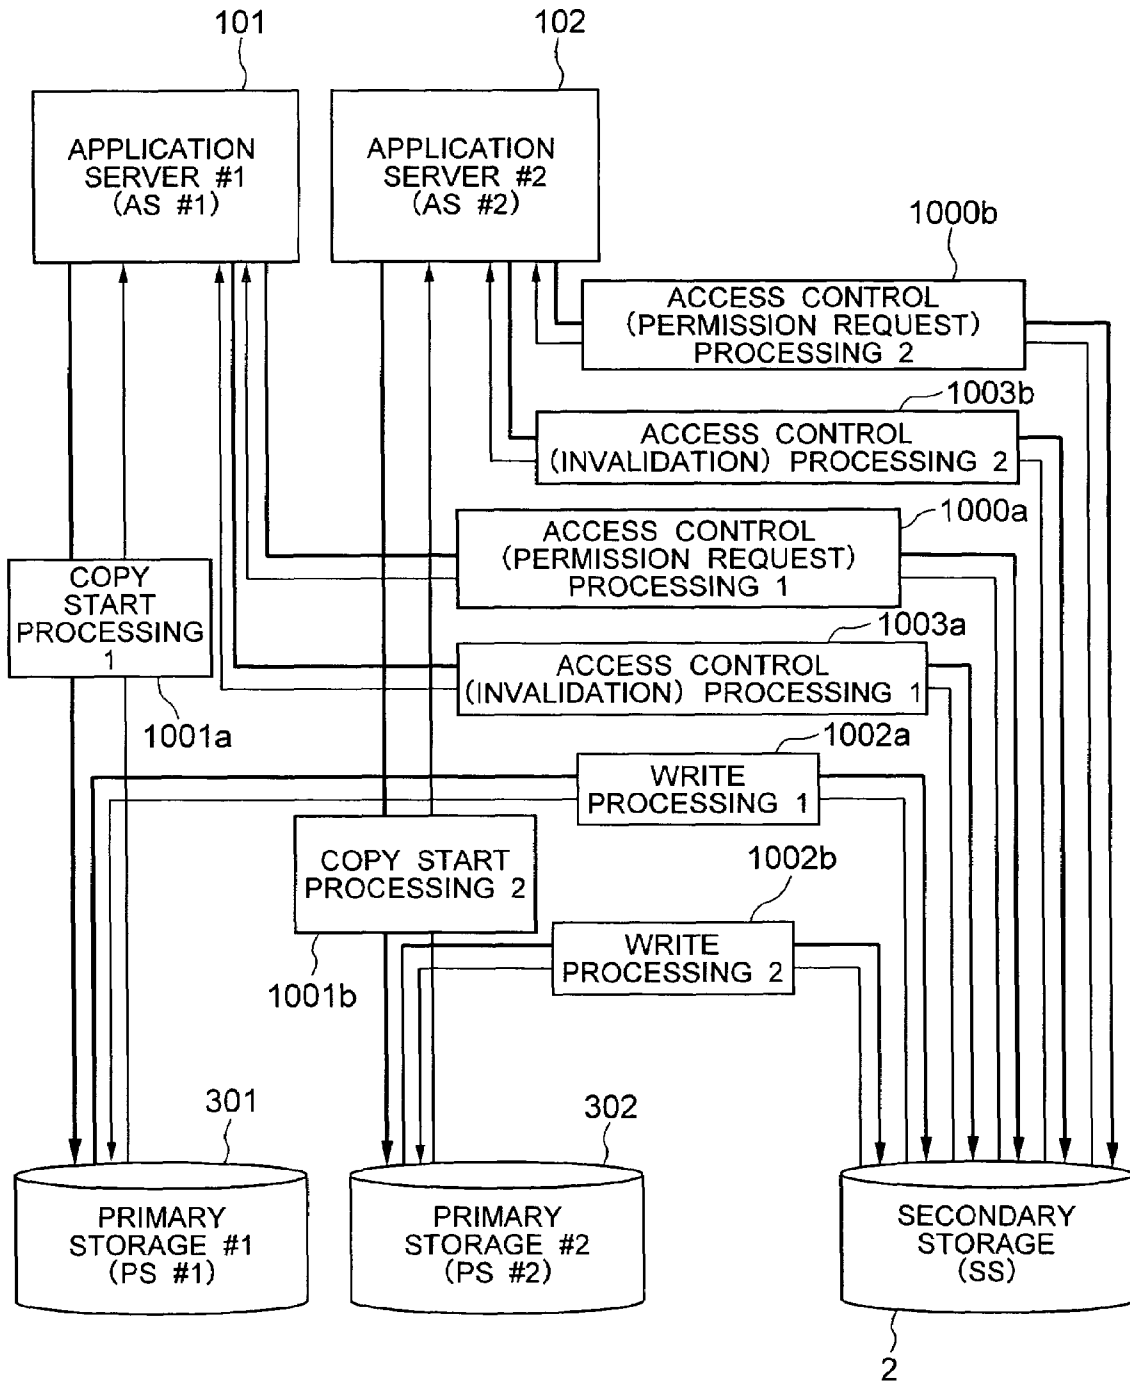 101
102
APPLICATION
SERVER #1
(AS #1)
APPLICATION
SERVER #2
(AS #2)
1000b
ACCESS CONTROL
(PERMISSION REQUEST)
PROCESSING 2
1003b
ACCESS CONTROL
(INVALIDATION) PROCESSING 2
1000a
ACCESS CONTROL
(PERMISSION REQUEST)
PROCESSING 1
COPY
START
PROCESSING
1
1003a
ACCESS CONTROL
(INVALIDATION) PROCESSING 1
1001a
1002a
WRITE
PROCESSING 1
COPY START
PROCESSING 2
1002b
WRITE
PROCESSING 2
1001b
301
302
PRIMARY
STORAGE #1
(PS #1)
PRIMARY
STORAGE #2
(PS #2)
SECONDARY
STORAGE
(SS)
2